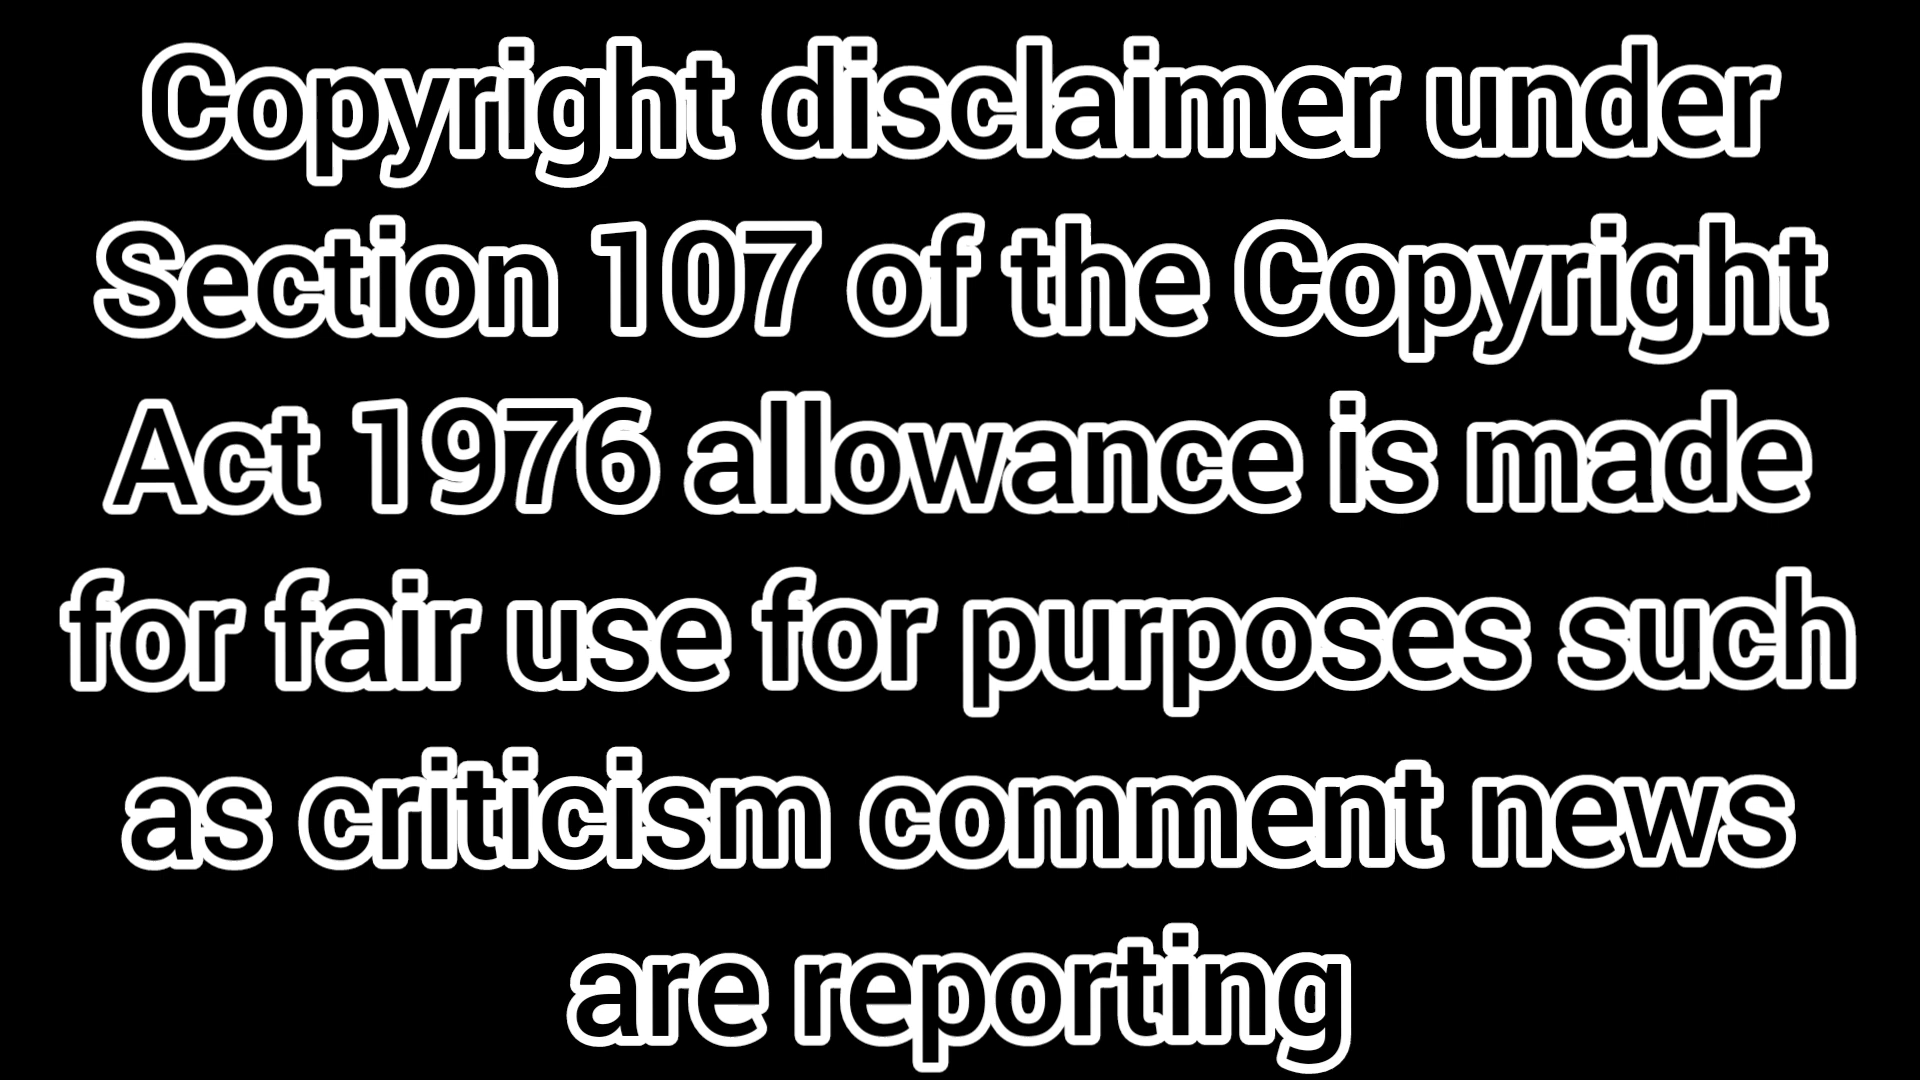 Copyright disclaimer under
Section 107 of the Copyright
Act 1976 allowance is made
for fair use for purposes such
as criticism comment news
are reporting